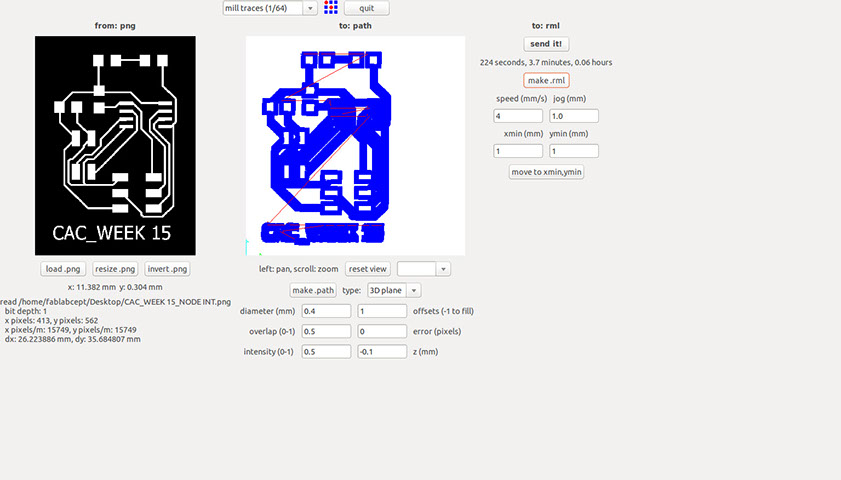 mill traces (1/64) quit
from: png to: path to: rml
send it!
224 seconds, 3.7 minutes, 0.06 hours
make .rml
speed (mm/s) jog (mm)
4 1.0
xmin (mm) ymin (mm)
1 1
move to xmin,ymin
CAC_WEEK 15
load .png resize .png invert .png
left: pan, scroll: zoom reset view
x: 11.382 mm y: 0.304 mm
make .path type: 3D plane
read /home/fablabcept/Desktop/CAC_WEEK 15_NODE INT.png
bit depth: 1
x pixels: 413, y pixels: 562
x pixels/m: 15749, y pixels/m: 15749
dx: 26.223886 mm, dy: 35.684807 mm
diameter (mm) 0.4 1 offsets (-1 to fill)
overlap (0-1) 0.5 0 error (pixels)
intensity (0-1) 0.5 -0.1 z (mm)